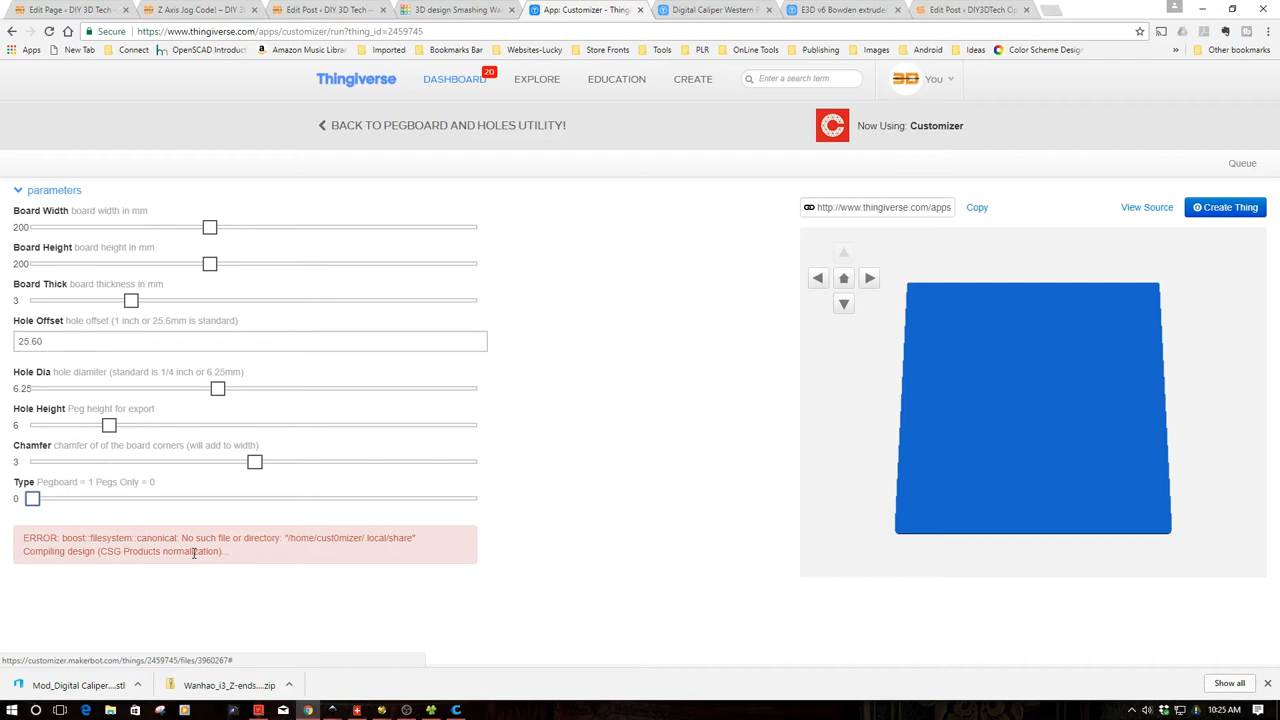 Edit Page ‹ DIY 3D Tech —
Z Axis Jog Code! – DIY 3D
Edit Post ‹ DIY 3D Tech —
3D design Smashing Wa
App: Customizer - Thing
Digital Caliper Western R
E3D v6 Bowden extrude
Edit Post ‹ DIY3DTech Op
Secure
https://www.thingiverse.com/apps/customizer/run?thing_id=2459745
Apps
New Tab
Connect
OpenSCAD Introduct
Amazon Music Library
Imported
Bookmarks Bar
Websites-Lucky
Store Fronts
Tools
PLR
OnLine Tools
Publishing
Images
Android
Ideas
Color Scheme Desig
»
Other bookmarks
Thingiverse
DASHBOARD
20
EXPLORE
EDUCATION
CREATE
Enter a search term
3D
You
BACK TO PEGBOARD AND HOLES UTILITY!
Now Using: Customizer
Queue
parameters
Board Width board width in mm
200
Board Height board height in mm
200
Board Thick board thickness in mm
3
Hole Offset hole offset (1 inch or 25.6mm is standard)
25.60
Hole Dia hole diamiter (standard is 1/4 inch or 6.25mm)
6.25
Hole Height Peg height for export
6
Chamfer chamfer of of the board corners (will add to width)
3
Type Pegboard = 1 Pegs Only = 0
0
ERROR: boost::filesystem::canonical: No such file or directory: "/home/cust0mizer/.local/share"
Compiling design (CSG Products normalization)...
http://www.thingiverse.com/apps
Copy
View Source
Create Thing
https://customizer.makerbot.com/things/2459745/files/3960267#
Mod_Digital Caliper....stl
Wanhao_i3_Z-ends....zip
Show all
10:25 AM